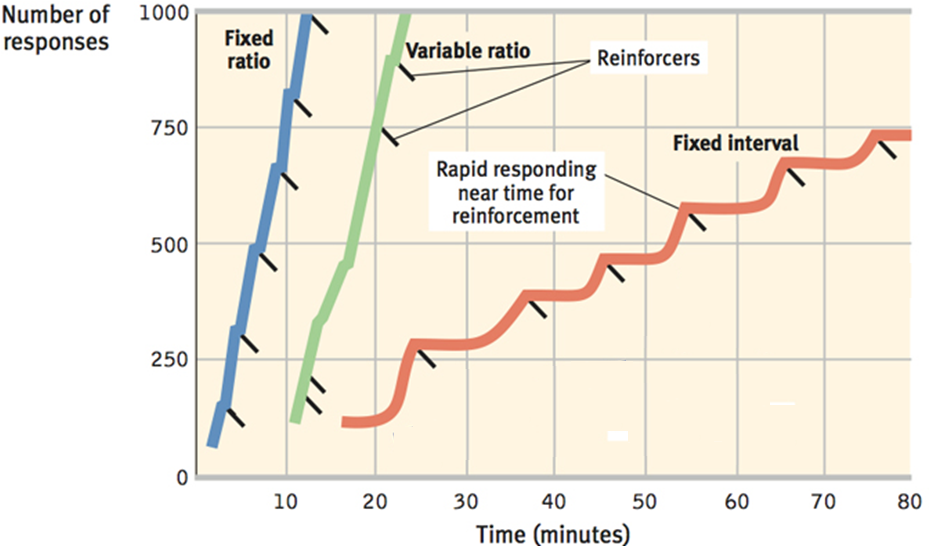 Number of
responses
1000
750
500
250
0
Fixed
ratio
Variable ratio
Reinforcers
Fixed interval
Rapid responding
near time for
reinforcement
10 20 30 40 50 60 70 80
Time (minutes)